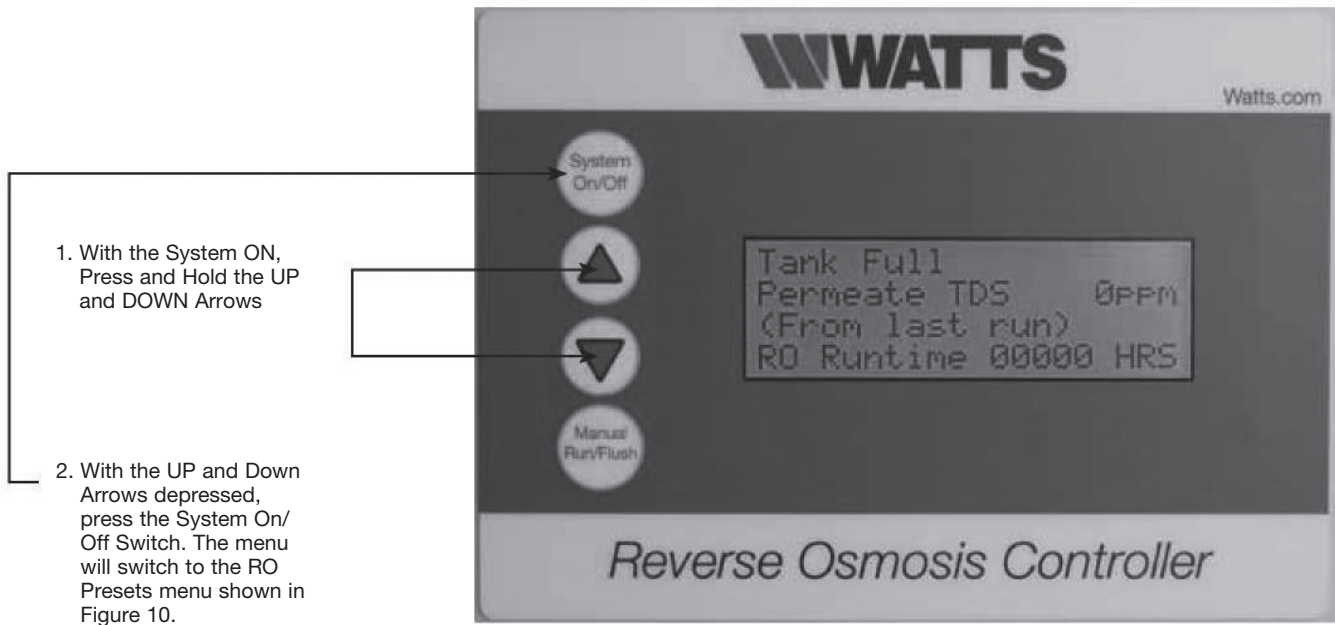 WATTS
Watts.com
System
On/Off
1. With the System ON,
Press and Hold the UP
and DOWN Arrows
Tank Full
Permeate TDS 0ppm
(From last run)
RO Runtime 00000 HRS
Manual
Run/Flush
2. With the UP and Down
Arrows depressed,
press the System On/
Off Switch. The menu
will switch to the RO
Presets menu shown in
Figure 10.
Reverse Osmosis Controller